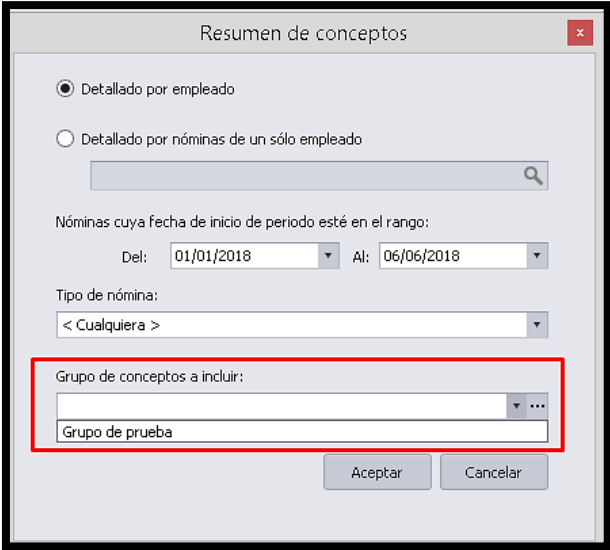 Resumen de conceptos
x
Detallado por empleado
Detallado por nóminas de un sólo empleado
Nóminas cuya fecha de inicio de periodo esté en el rango:
Del: 01/01/2018 Al: 06/06/2018
Tipo de nómina:
< Cualquiera >
Grupo de conceptos a incluir:
...
Grupo de prueba
Aceptar Cancelar